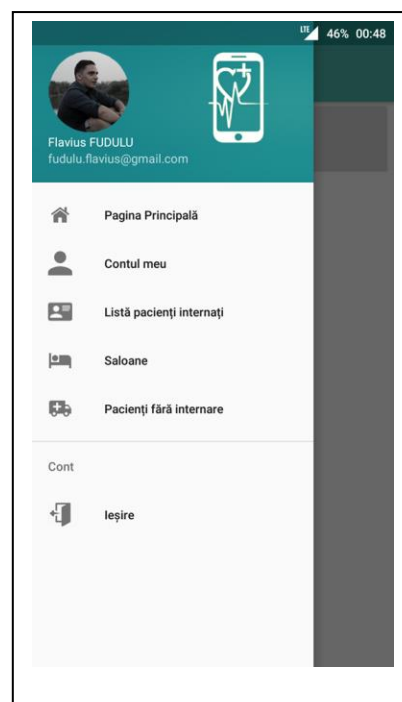 LTE 46% 00:48
Flavius FUDULU
fudulu.flavius@gmail.com
Pagina Principală
Contul meu
Listă pacienți internați
Saloane
Pacienți fără internare
Cont
Ieșire